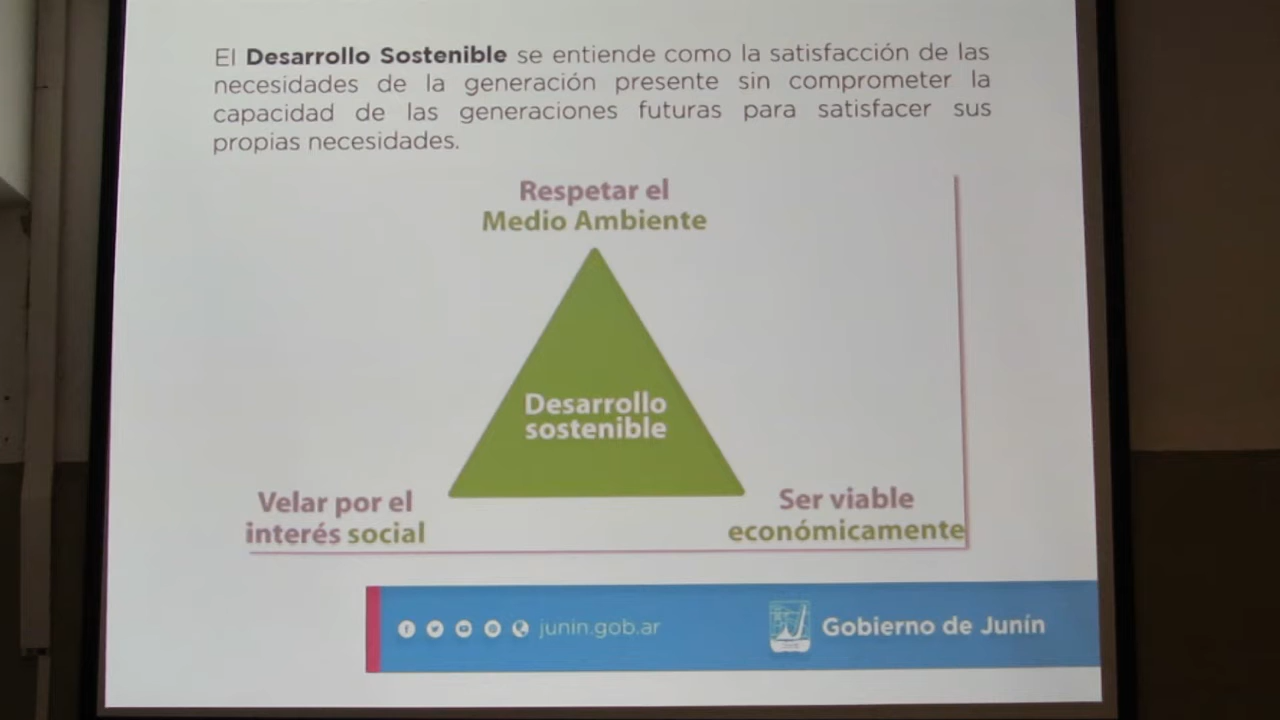 El Desarrollo Sostenible se entiende como la satisfacción de las
necesidades de la generación presente sin comprometer la
capacidad de las generaciones futuras para satisfacer sus
propias necesidades.
Respetar el
Medio Ambiente
Desarrollo
sostenible
Velar por el
interés social
Ser viable
económicamente
junin.gob.ar
Gobierno de Junín